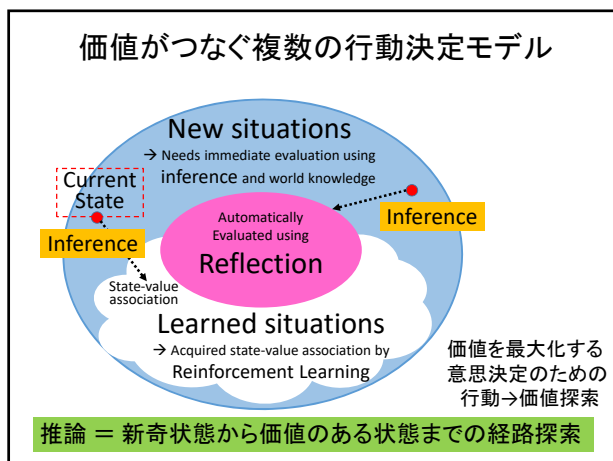 価値がつなぐ複数の行動決定モデル
New situations
→ Needs immediate evaluation using
inference and world knowledge
Current
State
Inference
Automatically
Evaluated using
Reflection
Inference
State-value
association
Learned situations
→ Acquired state-value association by
Reinforcement Learning
価値を最大化する
意思決定のための
行動→価値探索
推論 = 新奇状態から価値のある状態までの経路探索